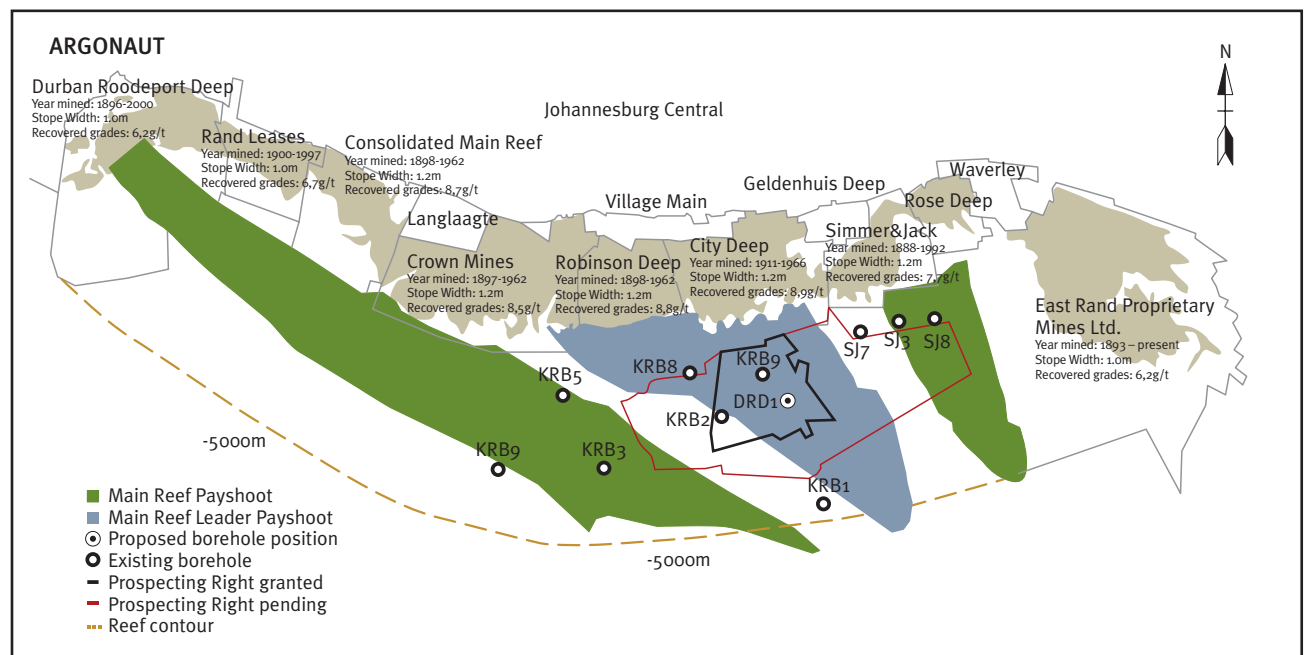 ARGONAUT
N
Durban Roodeport Deep
Year mined: 1896-2000
Stope Width: 1.0m
Recovered grades: 6,2g/t
Rand Leases
Year mined: 1900-1997
Stope Width: 1.0m
Recovered grades: 6,7g/t
Consolidated Main Reef
Year mined: 1898-1962
Stope Width: 1.2m
Recovered grades: 8,7g/t
Johannesburg Central
Langlaagte
Crown Mines
Year mined: 1897-1962
Stope Width: 1.2m
Recovered grades: 8,5g/t
Village Main
Robinson Deep
Year mined: 1898-1962
Stope Width: 1.2m
Recovered grades: 8,8g/t
City Deep
Year mined: 1911-1966
Stope Width: 1.2m
Recovered grades: 8,9g/t
Geldenhuis Deep
Simmer&Jack
Year mined: 1888-1992
Stope Width: 1.2m
Recovered grades: 7,7g/t
Waverley
Rose Deep
East Rand Proprietary
Mines Ltd.
Year mined: 1893 – present
Stope Width: 1.0m
Recovered grades: 6,2g/t
SJ7
SJ3
SJ8
KRB5
KRB8
KRB9
DRD1
KRB2
KRB9
KRB3
KRB1
-5000m
-5000m
Main Reef Payshoot
Main Reef Leader Payshoot
Proposed borehole position
Existing borehole
Prospecting Right granted
Prospecting Right pending
Reef contour